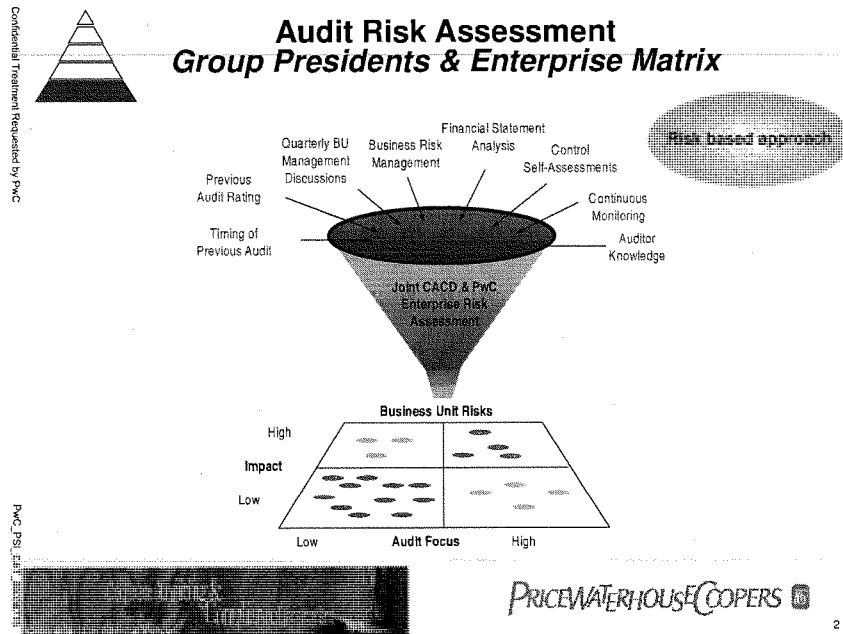 Confidential Treatment Requested by PwC
Audit Risk Assessment
Group Presidents & Enterprise Matrix
Risk based approach
Financial Statement
Analysis
Quarterly BU
Management
Discussions
Business Risk
Management
Control
Self-Assessments
Previous
Audit Rating
Continuous
Monitoring
Timing of
Previous Audit
Auditor
Knowledge
Joint CACD & PwC
Enterprise Risk
Assessment
Business Unit Risks
High
Impact
Low
Low
Audit Focus
High
PwC_PSI_
PRICEWATERHOUSECOOPERS
2